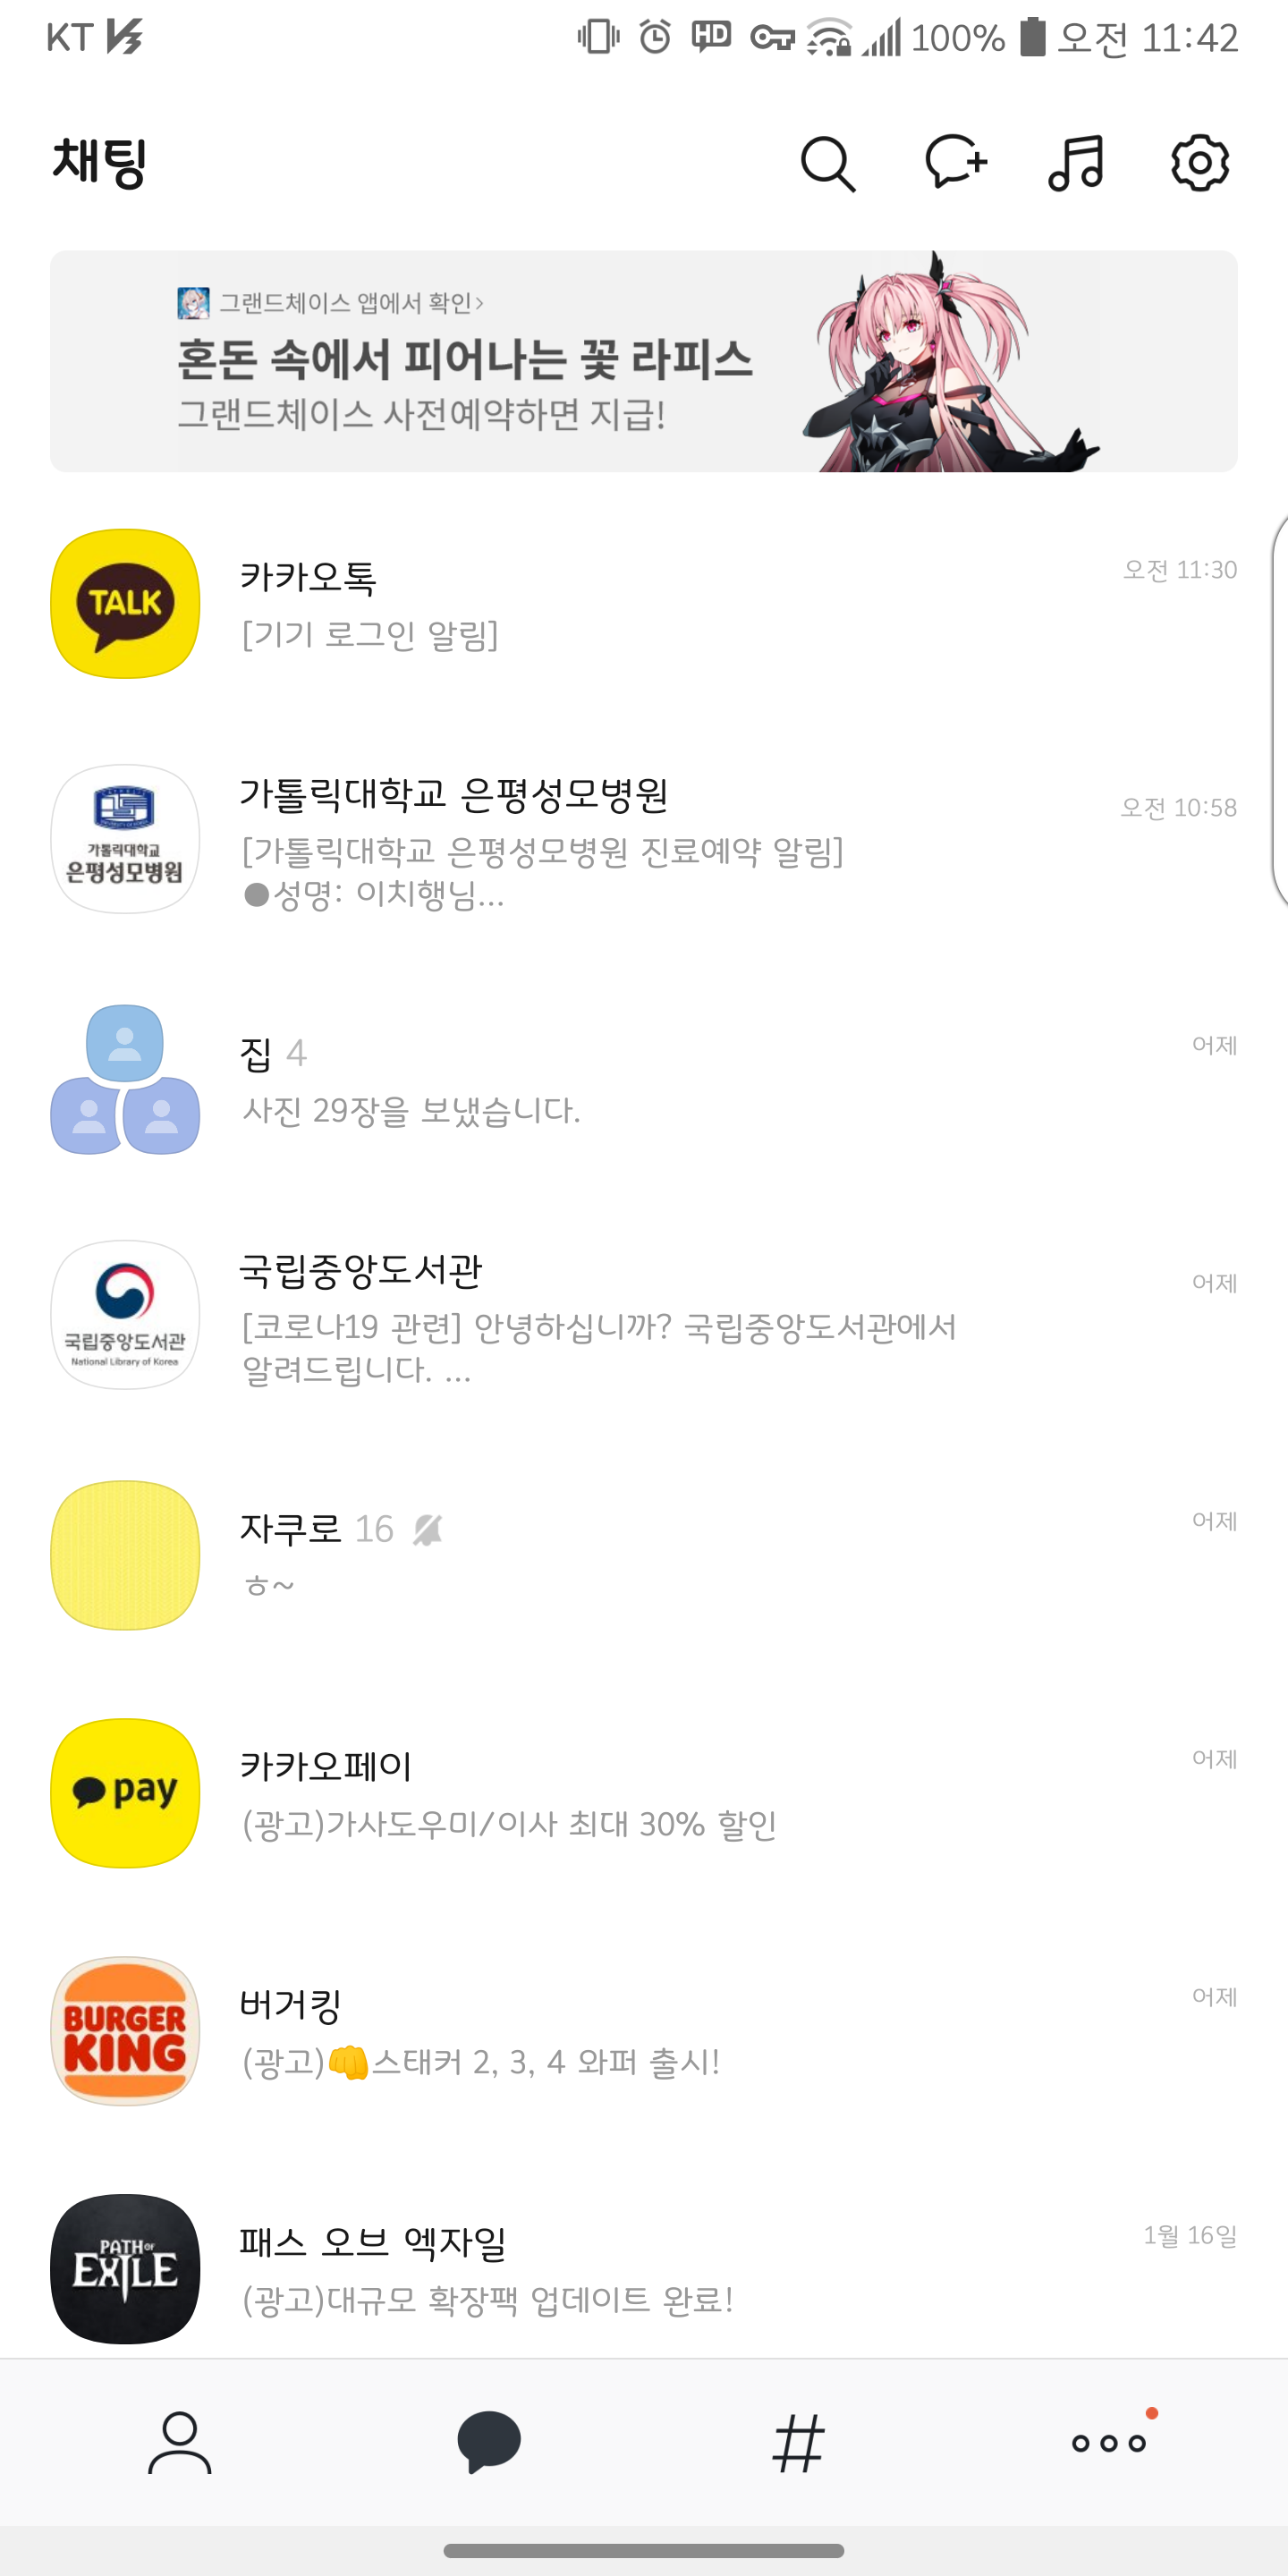 KT
HD
100%
오전 11:42
채팅
그랜드체이스 앱에서 확인>
혼돈 속에서 피어나는 꽃 라피스
그랜드체이스 사전예약하면 지급!
TALK
카카오톡
오전 11:30
[기기 로그인 알림]
가톨릭대학교
은평성모병원
가톨릭대학교 은평성모병원
오전 10:58
[가톨릭대학교 은평성모병원 진료예약 알림]
●성명: 이치행님...
집 4
어제
사진 29장을 보냈습니다.
국립중앙도서관
National Library of Korea
국립중앙도서관
어제
[코로나19 관련] 안녕하십니까? 국립중앙도서관에서
알려드립니다. ...
자쿠로 16
어제
ㅎ~
pay
카카오페이
어제
(광고)가사도우미/이사 최대 30% 할인
BURGER
KING
버거킹
어제
(광고)👊스태커 2, 3, 4 와퍼 출시!
PATH OF
EXILE
패스 오브 엑자일
1월 16일
(광고)대규모 확장팩 업데이트 완료!
#